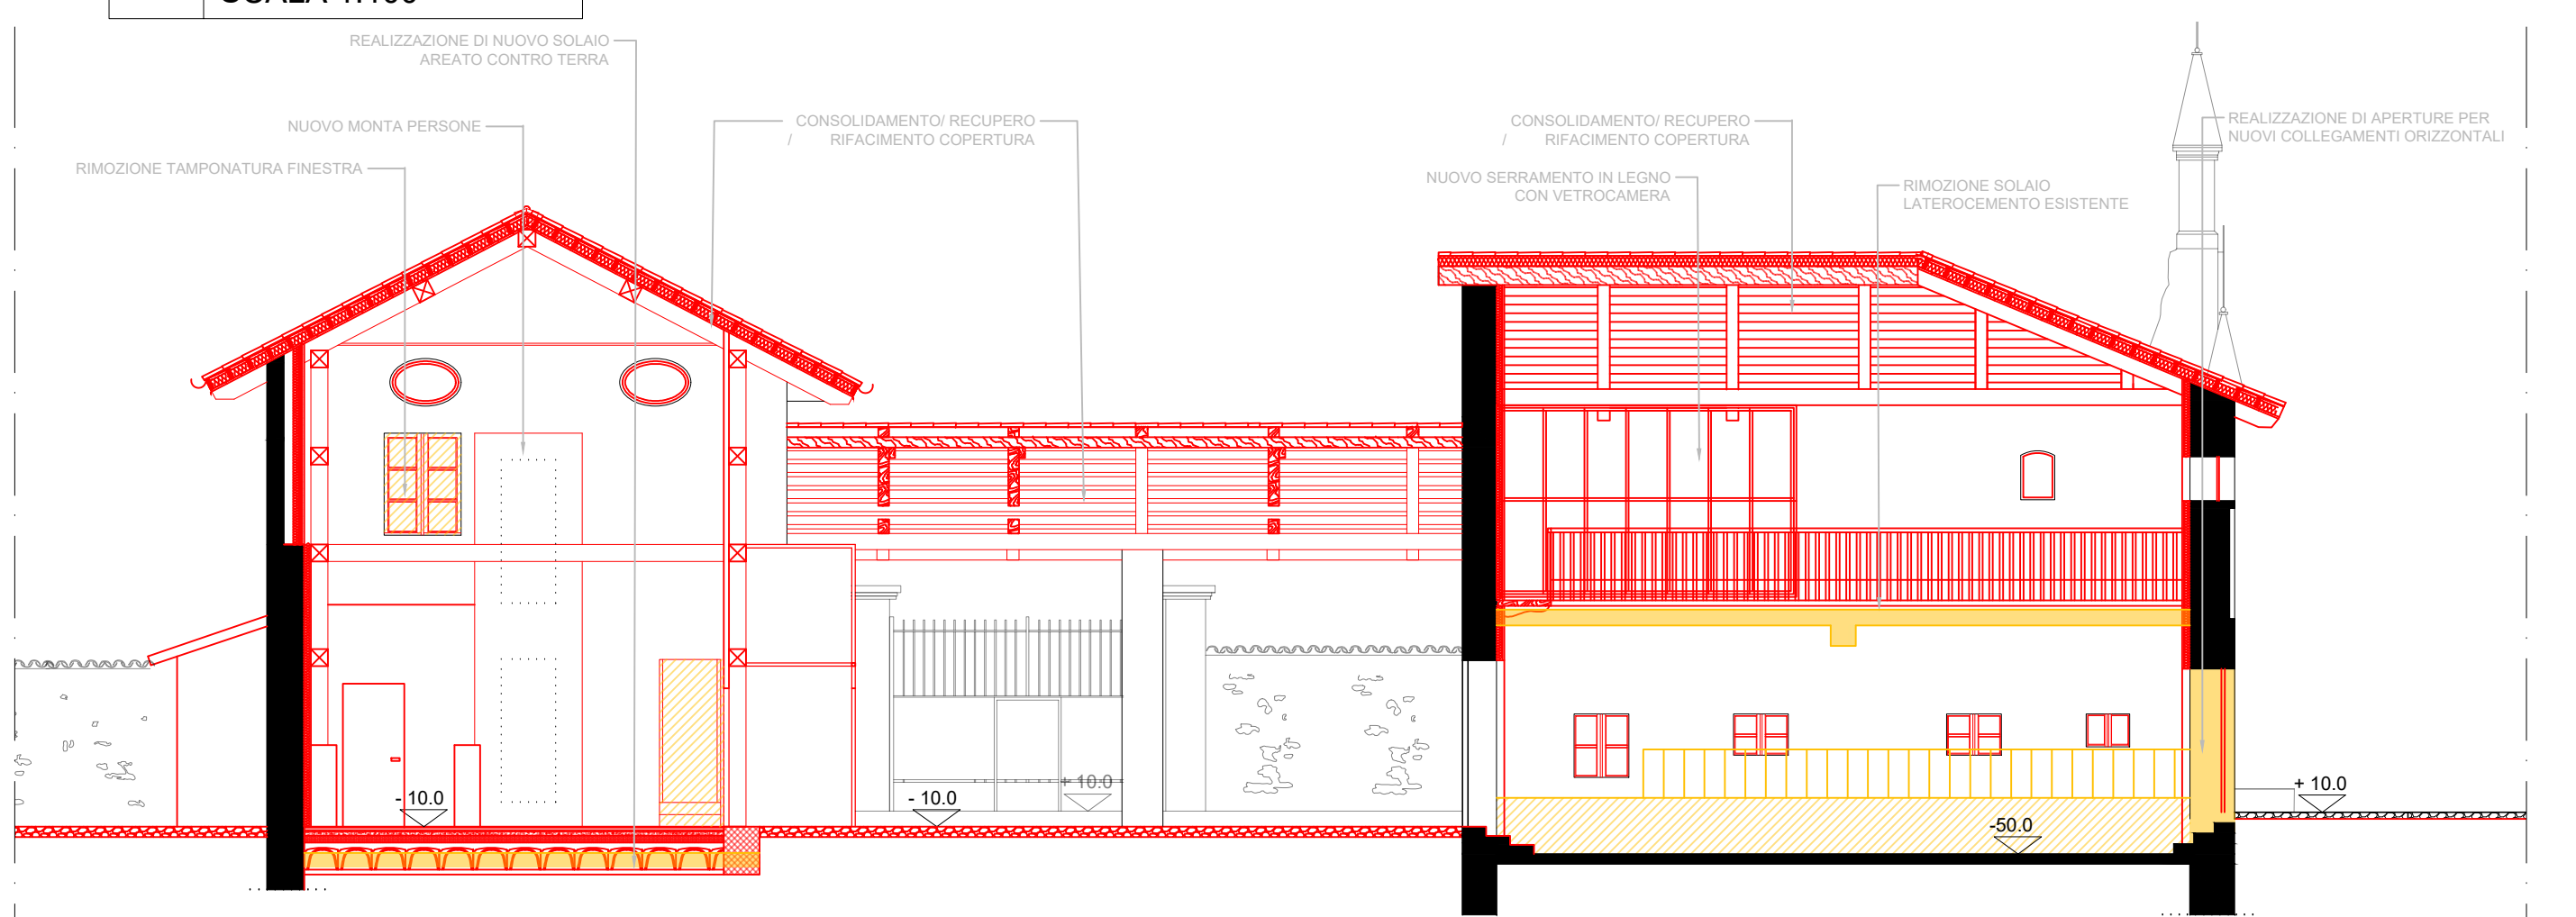 REALIZZAZIONE DI NUOVO SOLAIO
AREATO CONTRO TERRA
NUOVO MONTA PERSONE
RIMOZIONE TAMPONATURA FINESTRA
CONSOLIDAMENTO/ RECUPERO
/ RIFACIMENTO COPERTURA
CONSOLIDAMENTO/ RECUPERO
/ RIFACIMENTO COPERTURA
NUOVO SERRAMENTO IN LEGNO
CON VETROCAMERA
RIMOZIONE SOLAIO
LATEROCEMENTO ESISTENTE
REALIZZAZIONE DI APERTURE PER
NUOVI COLLEGAMENTI ORIZZONTALI
- 10.0
- 10.0
+ 10.0
-50.0
+ 10.0